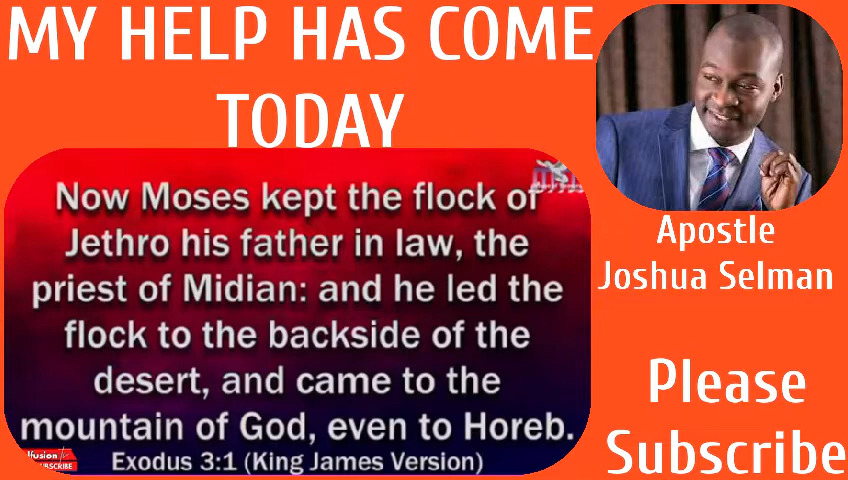 MY HELP HAS COME
TODAY
Now Moses kept the flock of
Jethro his father in law, the
priest of Midian: and he led the
flock to the backside of the
desert, and came to the
mountain of God, even to Horeb.
Exodus 3:1 (King James Version)
SUBSCRIBE
Apostle
Joshua Selman
Please
Subscribe